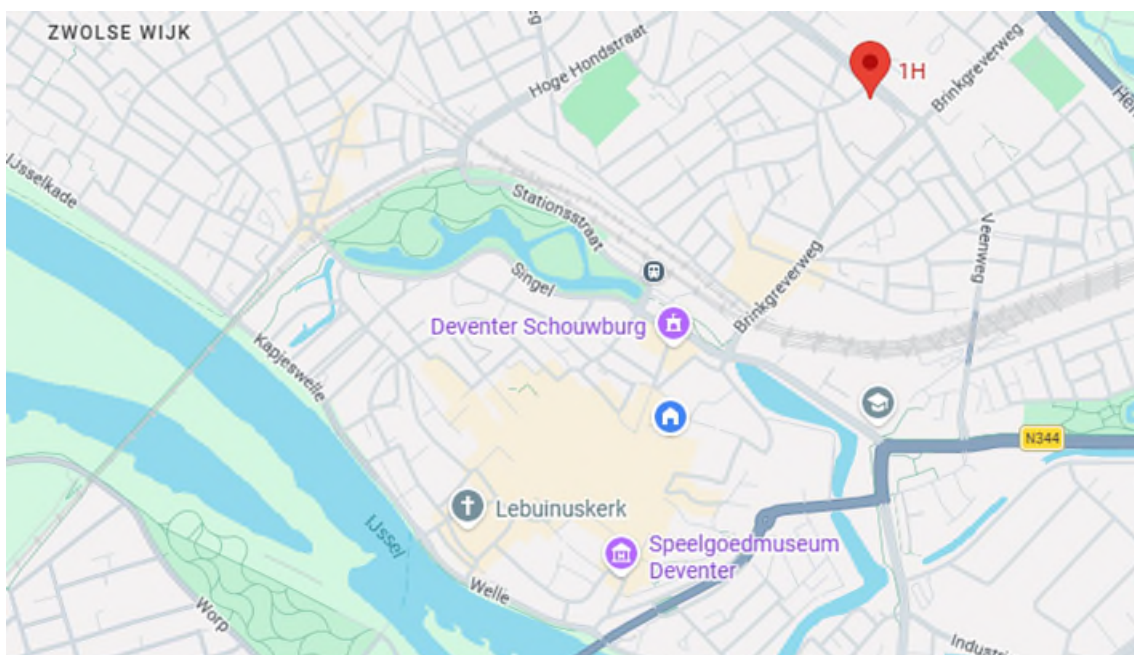 ZWOLSE WIJK
Hoge Hondstraat
1H
Brinkgreverweg
IJsselkade
Stationsstraat
Singel
Veenweg
Brinkgreverweg
Deventer Schouwburg
Kapjeswelle
N344
Lebuinuskerk
IJssel
Speelgoedmuseum
Deventer
Welle
Worp
Industri